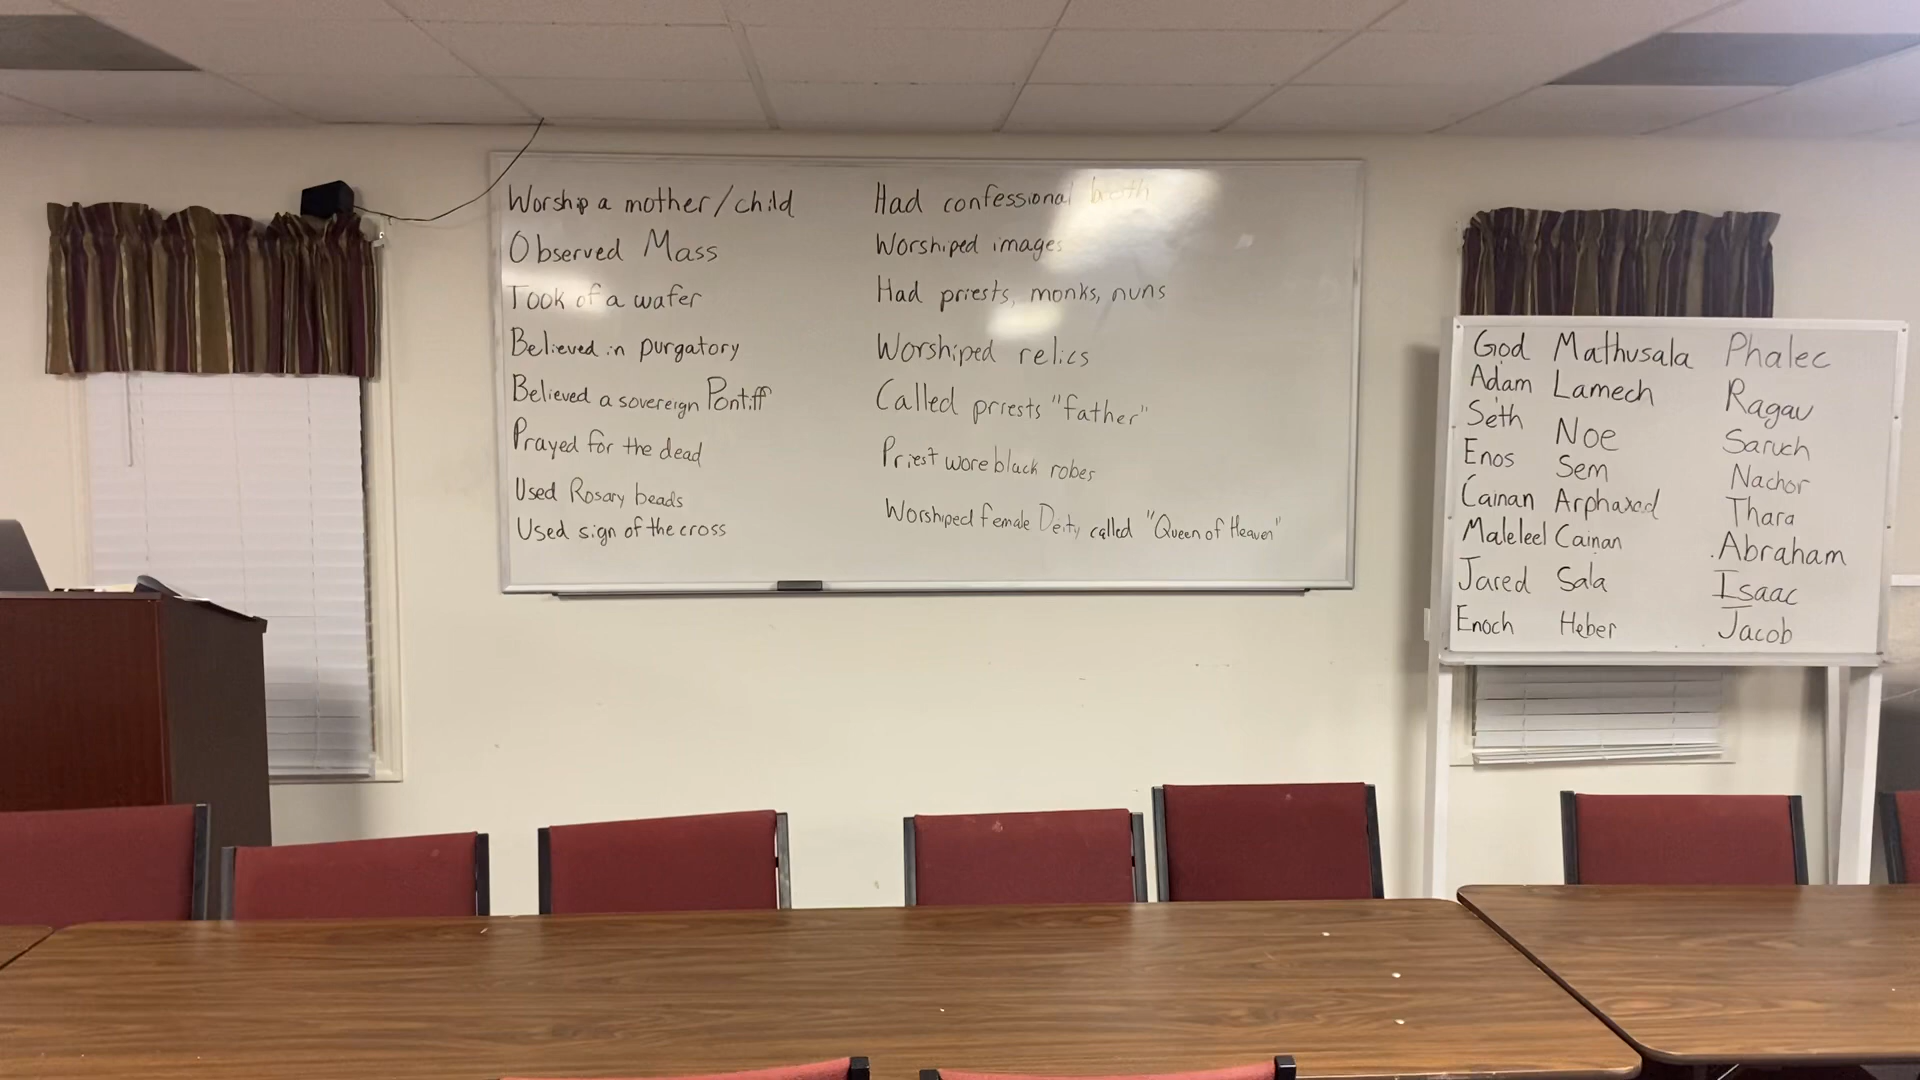 Worship a mother/child
Observed Mass
Took of a wafer
Believed in purgatory
Believed a sovereign Pontiff
Prayed for the dead
Used Rosary beads
Used sign of the cross
Had confessional booth
Worshiped images
Had priests, monks, nuns
Worshiped relics
Called priests "father"
Priest wore black robes
Worshiped female Deity called "Queen of Heaven"
God
Adam
Seth
Enos
Cainan
Maleleel
Jared
Enoch
Mathusala
Lamech
Noe
Sem
Arphaxad
Cainan
Sala
Heber
Phalec
Ragau
Saruch
Nachor
Thara
Abraham
Isaac
Jacob